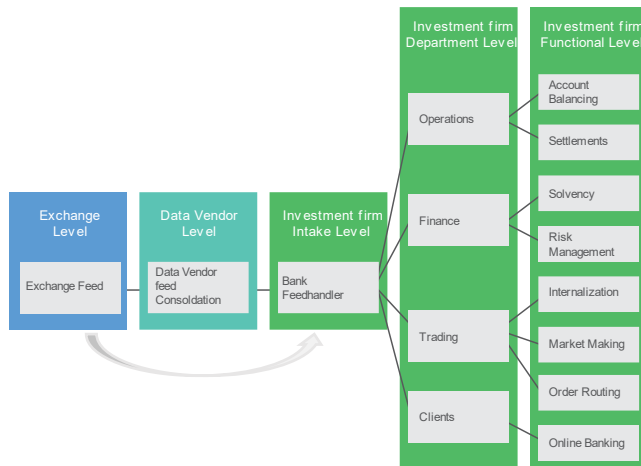 Exchange
Level
Exchange Feed
Data Vendor
Level
Data Vendor
feed
Consoldation
Investment firm
Intake Level
Bank
Feedhandler
Investment firm
Department Level
Operations
Finance
Trading
Clients
Investment firm
Functional Level
Account
Balancing
Settlements
Solvency
Risk
Management
Internalization
Market Making
Order Routing
Online Banking